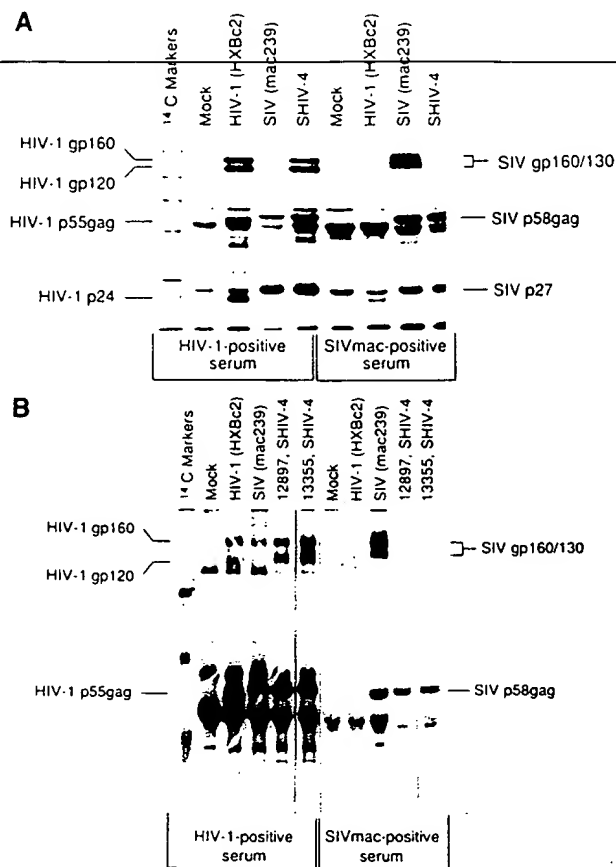 A
14 C Markers
Mock
HIV-1 (HXBc2)
SIV (mac239)
SHIV-4
Mock
HIV-1 (HXBc2)
SIV (mac239)
SHIV-4
HIV-1 gp160
HIV-1 gp120
HIV-1 p55gag
HIV-1 p24
SIV gp160/130
SIV p58gag
SIV p27
HIV-1-positive
serum
SIVmac-positive
serum
B
14 C Markers
Mock
HIV-1 (HXBc2)
SIV (mac239)
12897, SHIV-4
13355, SHIV-4
Mock
HIV-1 (HXBc2)
SIV (mac239)
12897, SHIV-4
13355, SHIV-4
HIV-1 gp160
HIV-1 gp120
HIV-1 p55gag
SIV gp160/130
SIV p58gag
HIV-1-positive
serum
SIVmac-positive
serum